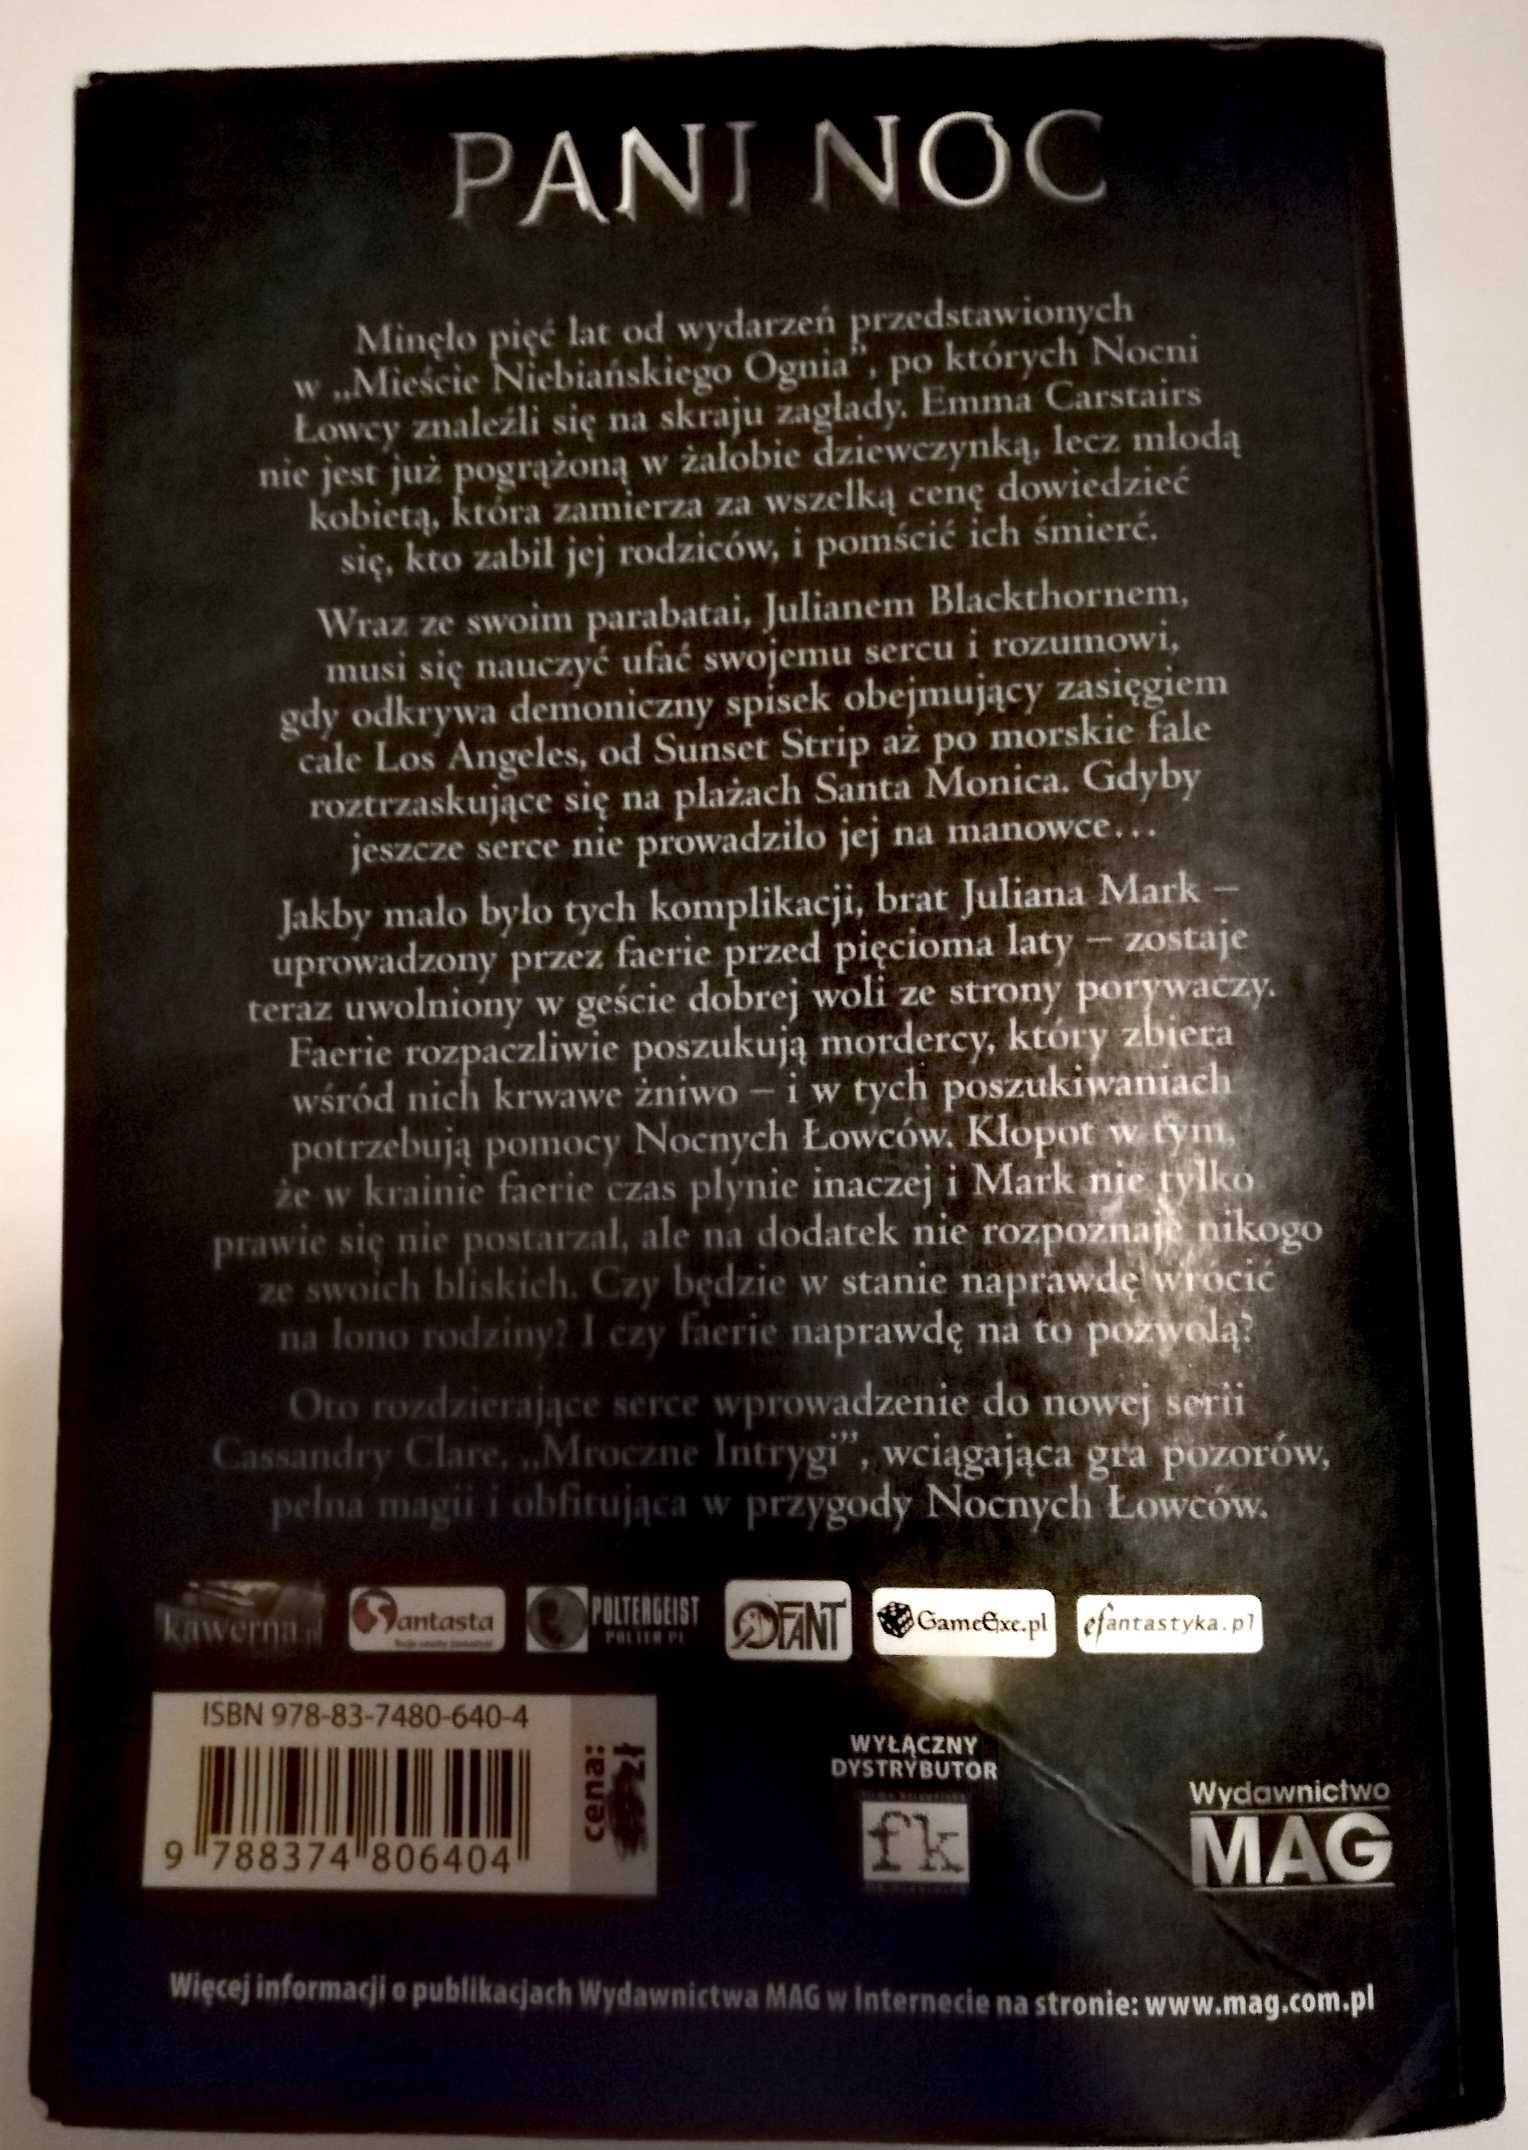 PANI NOC
Minęło pięć lat od wydarzeń przedstawionych
w „Mieście Niebiańskiego Ognia”, po których Nocni
Łowcy znaleźli się na skraju zagłady. Emma Carstairs
nie jest już pogrążoną w żałobie dziewczynką, lecz młodą
kobietą, która zamierza za wszelką cenę dowiedzieć
się, kto zabił jej rodziców, i pomścić ich śmierć.
Wraz ze swoim parabatai, Julianem Blackthornem,
musi się nauczyć ufać swojemu sercu i rozumowi,
gdy odkrywa demoniczny spisek obejmujący zasięgiem
całe Los Angeles, od Sunset Strip aż po morskie fale
roztrzaskujące się na plażach Santa Monica. Gdyby
jeszcze serce nie prowadziło jej na manowce…
Jakby mało było tych komplikacji, brat Juliana Mark –
uprowadzony przez faerie przed pięcioma laty – zostaje
teraz uwolniony w geście dobrej woli ze strony porywaczy.
Faerie rozpaczliwie poszukują mordercy, który zbiera
wśród nich krwawe żniwo – i w tych poszukiwaniach
potrzebują pomocy Nocnych Łowców. Kłopot w tym,
że w krainie faerie czas płynie inaczej i Mark nie tylko
prawie się nie postarzał, ale na dodatek nie rozpoznaje nikogo
ze swoich bliskich. Czy będzie w stanie naprawdę wrócić
na łono rodziny? I czy faerie naprawdę na to pozwolą?
Oto rozdzierające serce wprowadzenie do nowej serii
Cassandry Clare, „Mroczne Intrygi”, wciągająca gra pozorów,
pełna magii i obfitująca w przygody Nocnych Łowców.
kawerna.pl
Fantasta
POLTERGEIST
POLTER.PL
QFANT
GameExe.pl
efantastyka.pl
ISBN 978-83-7480-640-4
cena: zł
9 788374 806404
WYŁĄCZNY
DYSTRYBUTOR
fk
Wydawnictwo
MAG
Więcej informacji o publikacjach Wydawnictwa MAG w Internecie na stronie: www.mag.com.pl